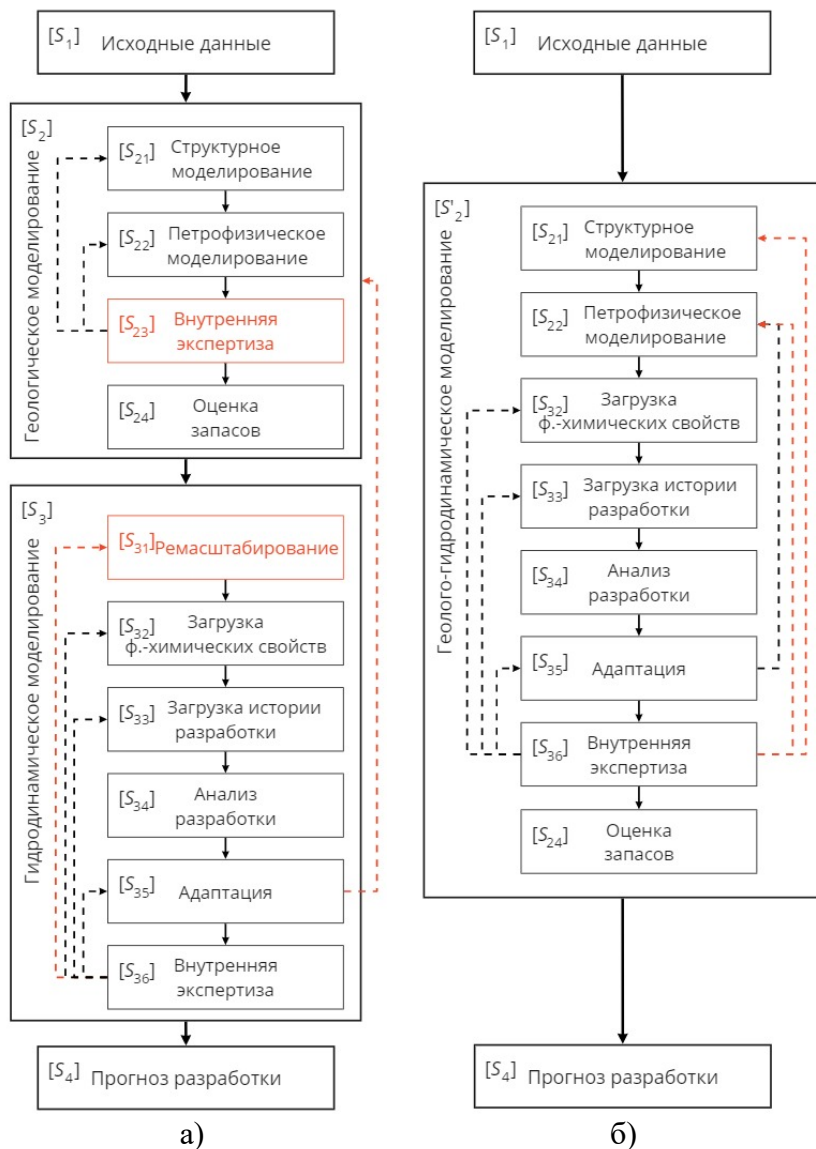 [S1] Исходные данные
[S2]
Геологическое моделирование
[S21] Структурное
моделирование
[S22] Петрофизическое
моделирование
[S23] Внутренняя
экспертиза
[S24] Оценка
запасов
[S3]
Гидродинамическое моделирование
[S31] Ремасштабирование
[S32] Загрузка
ф.-химических свойств
[S33] Загрузка истории
разработки
[S34] Анализ
разработки
[S35] Адаптация
[S36] Внутренняя
экспертиза
[S4] Прогноз разработки
а)
[S1] Исходные данные
[S'2]
Геолого-гидродинамическое моделирование
[S21] Структурное
моделирование
[S22] Петрофизическое
моделирование
[S32] Загрузка
ф.-химических свойств
[S33] Загрузка истории
разработки
[S34] Анализ
разработки
[S35] Адаптация
[S36] Внутренняя
экспертиза
[S24] Оценка
запасов
[S4] Прогноз разработки
б)